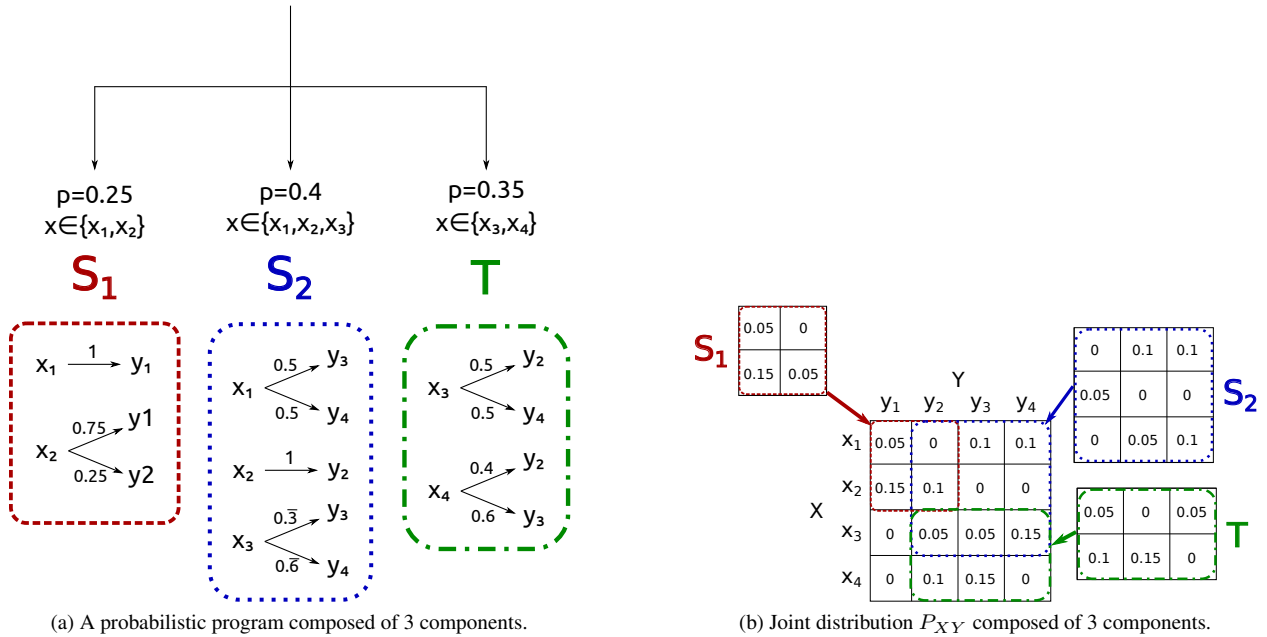 p=0.25
x∈{x₁,x₂}
S₁
x₁ 1 y₁
x₂ 0.75 y1
0.25 y2
p=0.4
x∈{x₁,x₂,x₃}
S₂
x₁ 0.5 y₃
0.5 y₄
x₂ 1 y₂
x₃ 0.3̅ y₃
0.6̅ y₄
p=0.35
x∈{x₃,x₄}
T
x₃ 0.5 y₂
0.5 y₄
x₄ 0.4 y₂
0.6 y₃
(a) A probabilistic program composed of 3 components.
S₁
0.05 0
0.15 0.05
Y
y₁ y₂ y₃ y₄
X
x₁ 0.05 0 0.1 0.1
x₂ 0.15 0.1 0 0
x₃ 0 0.05 0.05 0.15
x₄ 0 0.1 0.15 0
0 0.1 0.1
0.05 0 0
0 0.05 0.1
S₂
0.05 0 0.05
0.1 0.15 0
T
(b) Joint distribution P_XY composed of 3 components.